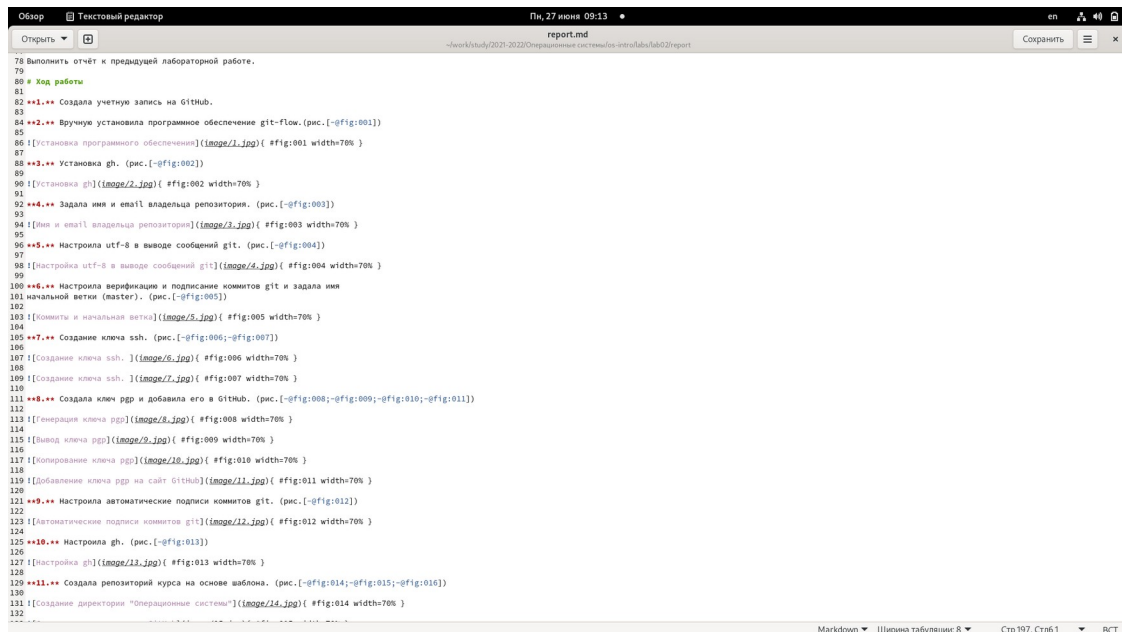 Обзор Текстовый редактор Пн, 27 июня 09:13 en
Открыть report.md Сохранить
~/work/study/2021-2022/Операционные системы/os-intro/labs/lab02/report
78 Выполнить отчёт к предыдущей лабораторной работе.
79
80 # Ход работы
81
82 **1.** Создала учетную запись на GitHub.
83
84 **2.** Вручную установила программное обеспечение git-flow.(рис.[-@fig:001])
85
86 ![Установка программного обеспечения](image/1.jpg){ #fig:001 width=70% }
87
88 **3.** Установка gh. (рис.[-@fig:002])
89
90 ![Установка gh](image/2.jpg){ #fig:002 width=70% }
91
92 **4.** Задала имя и email владельца репозитория. (рис.[-@fig:003])
93
94 ![Имя и email владельца репозитория](image/3.jpg){ #fig:003 width=70% }
95
96 **5.** Настроила utf-8 в выводе сообщений git. (рис.[-@fig:004])
97
98 ![Настройка utf-8 в выводе сообщений git](image/4.jpg){ #fig:004 width=70% }
99
100 **6.** Настроила верификацию и подписание коммитов git и задала имя
101 начальной ветки (master). (рис.[-@fig:005])
102
103 ![Коммиты и начальная ветка](image/5.jpg){ #fig:005 width=70% }
104
105 **7.** Создание ключа ssh. (рис.[-@fig:006;-@fig:007])
106
107 ![Создание ключа ssh. ](image/6.jpg){ #fig:006 width=70% }
108
109 ![Создание ключа ssh. ](image/7.jpg){ #fig:007 width=70% }
110
111 **8.** Создала ключ pgp и добавила его в GitHub. (рис.[-@fig:008;-@fig:009;-@fig:010;-@fig:011])
112
113 ![Генерация ключа pgp](image/8.jpg){ #fig:008 width=70% }
114
115 ![Вывод ключа pgp](image/9.jpg){ #fig:009 width=70% }
116
117 ![Копирование ключа pgp](image/10.jpg){ #fig:010 width=70% }
118
119 ![Добавление ключа pgp на сайт GitHub](image/11.jpg){ #fig:011 width=70% }
120
121 **9.** Настроила автоматические подписи коммитов git. (рис.[-@fig:012])
122
123 ![Автоматические подписи коммитов git](image/12.jpg){ #fig:012 width=70% }
124
125 **10.** Настроила gh. (рис.[-@fig:013])
126
127 ![Настройка gh](image/13.jpg){ #fig:013 width=70% }
128
129 **11.** Создала репозиторий курса на основе шаблона. (рис.[-@fig:014;-@fig:015;-@fig:016])
130
131 ![Создание директории "Операционные системы"](image/14.jpg){ #fig:014 width=70% }
132
Markdown Ширина табуляции: 8 Стр 197, Стлб 1 ВСТ